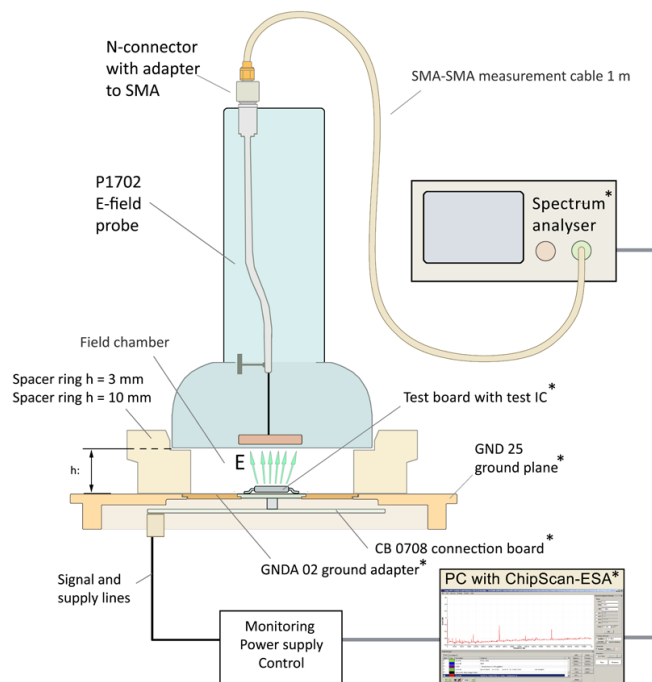 N-connector
with adapter
to SMA
SMA-SMA measurement cable 1 m
P1702
E-field
probe
Spectrum*
analyser
Field chamber
Spacer ring h = 3 mm
Spacer ring h = 10 mm
Test board with test IC*
E
h:
GND 25
ground plane*
CB 0708 connection board*
GNDA 02 ground adapter*
Signal and
supply lines
PC with ChipScan-ESA*
Monitoring
Power supply
Control